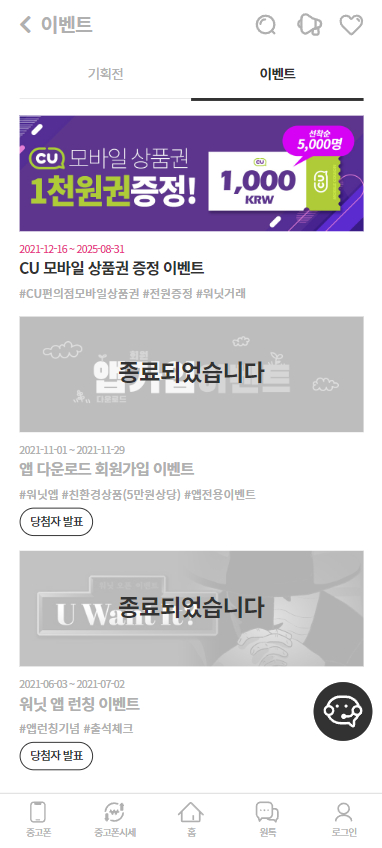 이벤트
기획전
이벤트
CU 모바일 상품권
1천원권증정!
선착순
5,000명
CU
1,000
KRW
CU
2021-12-16 ~ 2025-08-31
CU 모바일 상품권 증정 이벤트
#CU편의점모바일상품권 #전원증정 #워닛거래
종료되었습니다
2021-11-01 ~ 2021-11-29
앱 다운로드 회원가입 이벤트
#워닛앱 #친환경상품(5만원상당) #앱전용이벤트
당첨자 발표
U Want It?
종료되었습니다
2021-06-03 ~ 2021-07-02
워닛 앱 런칭 이벤트
#앱런칭기념 #출석체크
당첨자 발표
중고폰
중고폰시세
홈
원톡
로그인